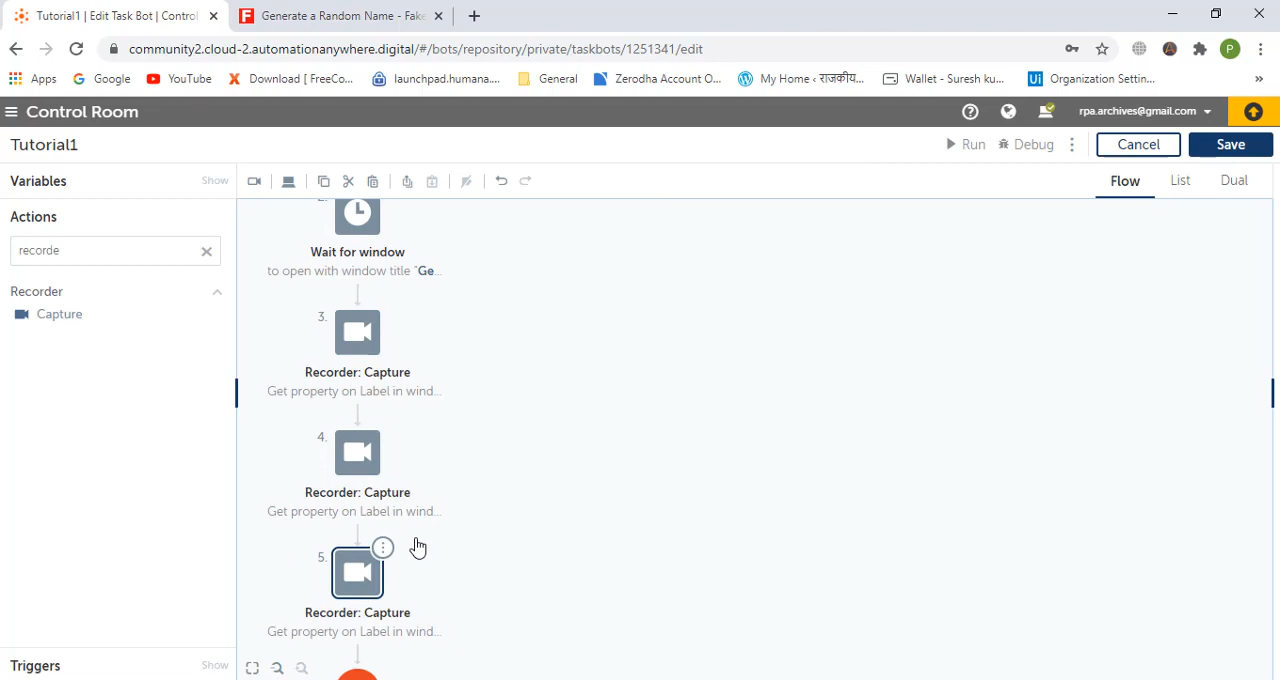 Tutorial1 | Edit Task Bot | Control
Generate a Random Name - Fake
community2.cloud-2.automationanywhere.digital/#/bots/repository/private/taskbots/1251341/edit
P
Apps
Google
YouTube
Download [ FreeCo...
launchpad.humana....
General
Zerodha Account O...
My Home ‹ राजकीय...
Wallet - Suresh ku...
Organization Settin...
»
Control Room
rpa.archives@gmail.com
Tutorial1
Run
Debug
Cancel
Save
Variables
Show
Flow
List
Dual
Actions
recorde
Recorder
Capture
2.
Wait for window
to open with window title "Ge...
3.
Recorder: Capture
Get property on Label in wind...
4.
Recorder: Capture
Get property on Label in wind...
5.
Recorder: Capture
Get property on Label in wind...
Triggers
Show